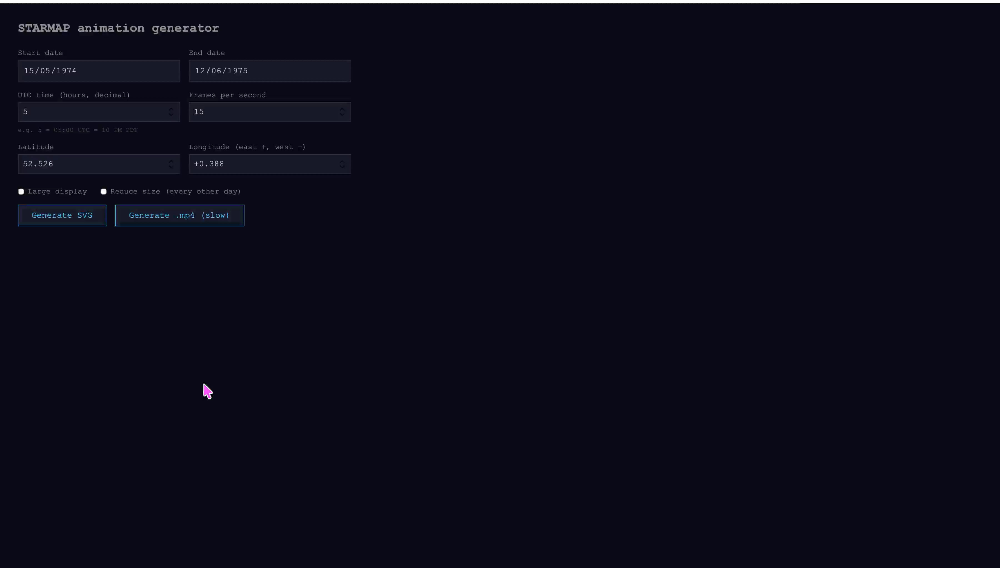 STARMAP animation generator
Start date End date
15/05/1974 12/06/1975
UTC time (hours, decimal) Frames per second
5 15
e.g. 5 = 05:00 UTC = 10 PM PDT
Latitude Longitude (east +, west −)
52.526 +0.388
Large display Reduce size (every other day)
Generate SVG Generate .mp4 (slow)